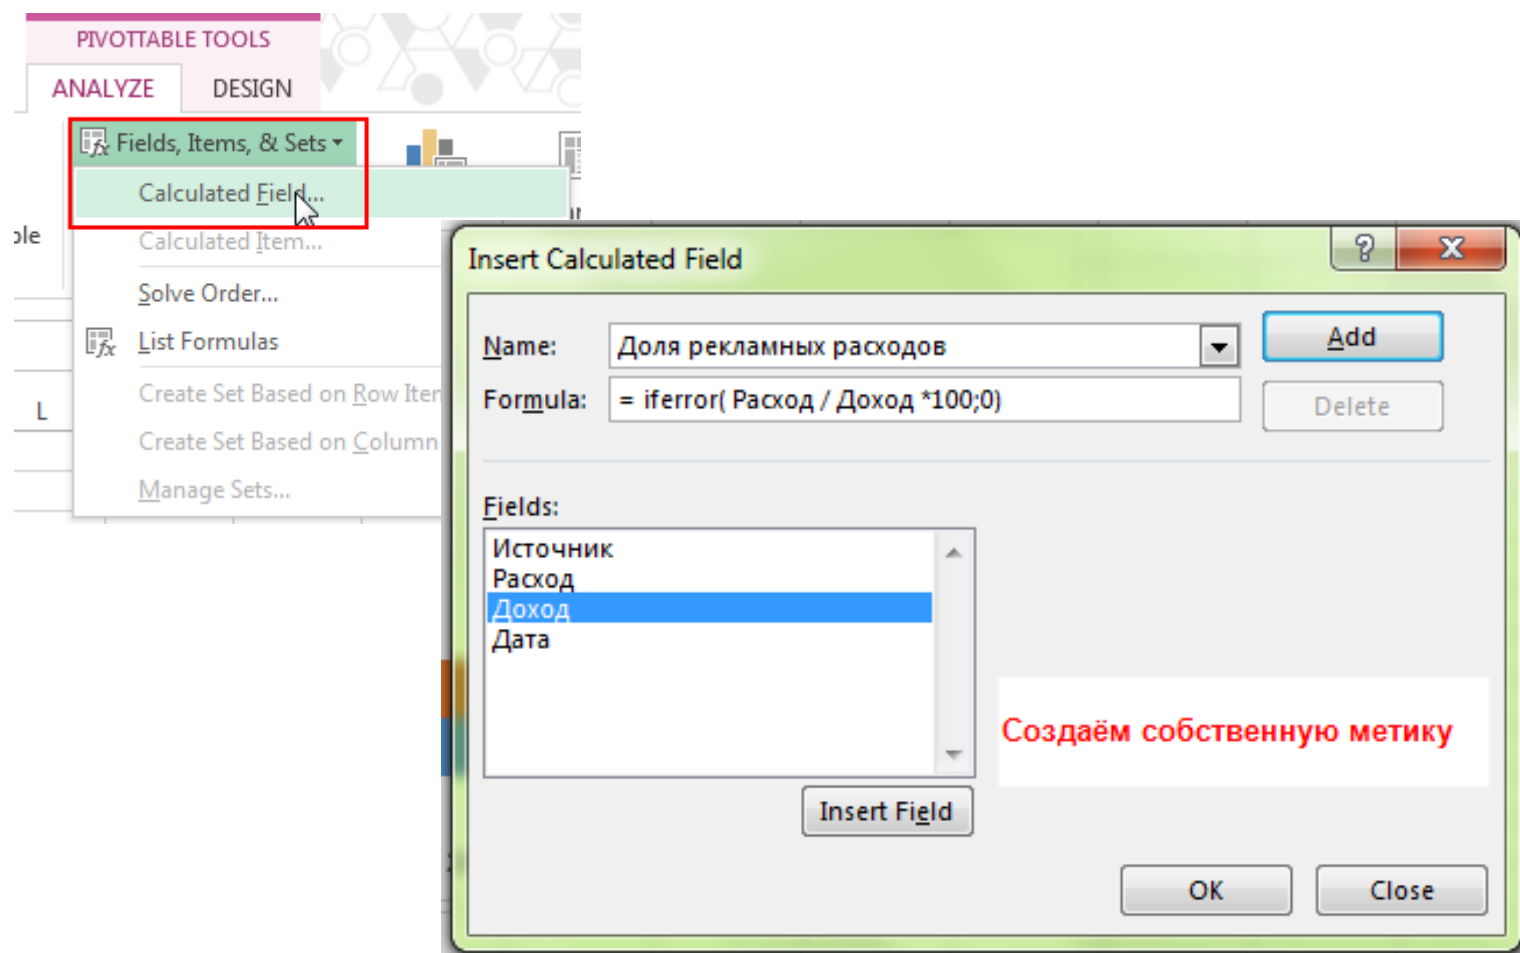 PIVOTTABLE TOOLS
ANALYZE DESIGN
Fields, Items, & Sets
Calculated Field...
Calculated Item...
Solve Order...
List Formulas
L
Create Set Based on Row Iter
Create Set Based on Column
Manage Sets...
Insert Calculated Field
Name: Доля рекламных расходов Add
Formula: = iferror( Расход / Доход *100;0) Delete
Fields:
Источник
Расход
Доход
Дата
Создаём собственную метику
Insert Field
OK Close